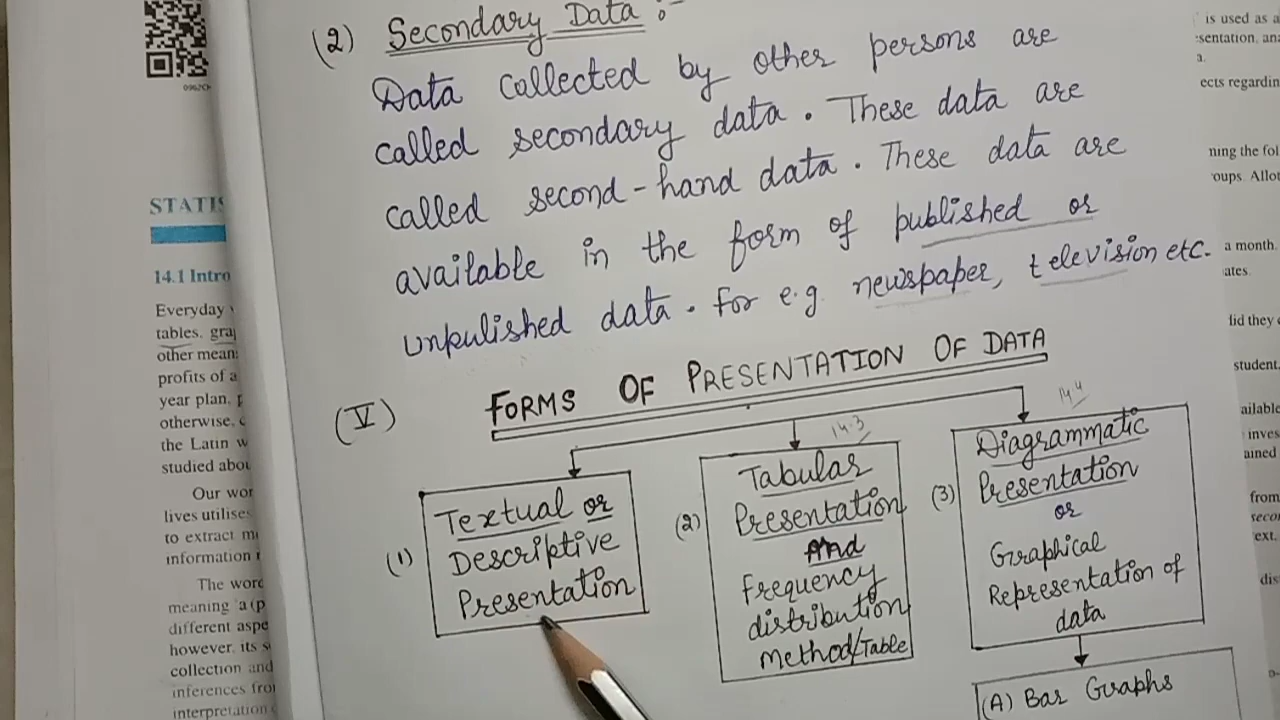 (2) Secondary Data :-
Data collected by other persons are
called secondary data. These data are
called second-hand data. These data are
available in the form of published or
unpulished data. For e.g. newspaper, television etc.
(V) FORMS OF PRESENTATION OF DATA
(1) Textual or
Descriptive
Presentation
14.3
(2) Tabular
Presentation
And
Frequency
distribution
method/Table
14.4
(3) Diagrammatic
Presentation
or
Graphical
Representation of
data
(A) Bar Graphs
14.1 Intro
Everyday
tables, gra
other mean
profits of a
year plan,
otherwise,
the Latin w
studied abou
Our wor
lives utilise
to extract m
information
The word
meaning 'a (p
different aspe
however, its s
collection and
inferences fro
interpretation
is used as a
sentation, an
a.
ects regardin
ning the fol
oups. Allo
a month
ates.
did they
student.
ailable
inves
ained
from
seco
ext.
dis